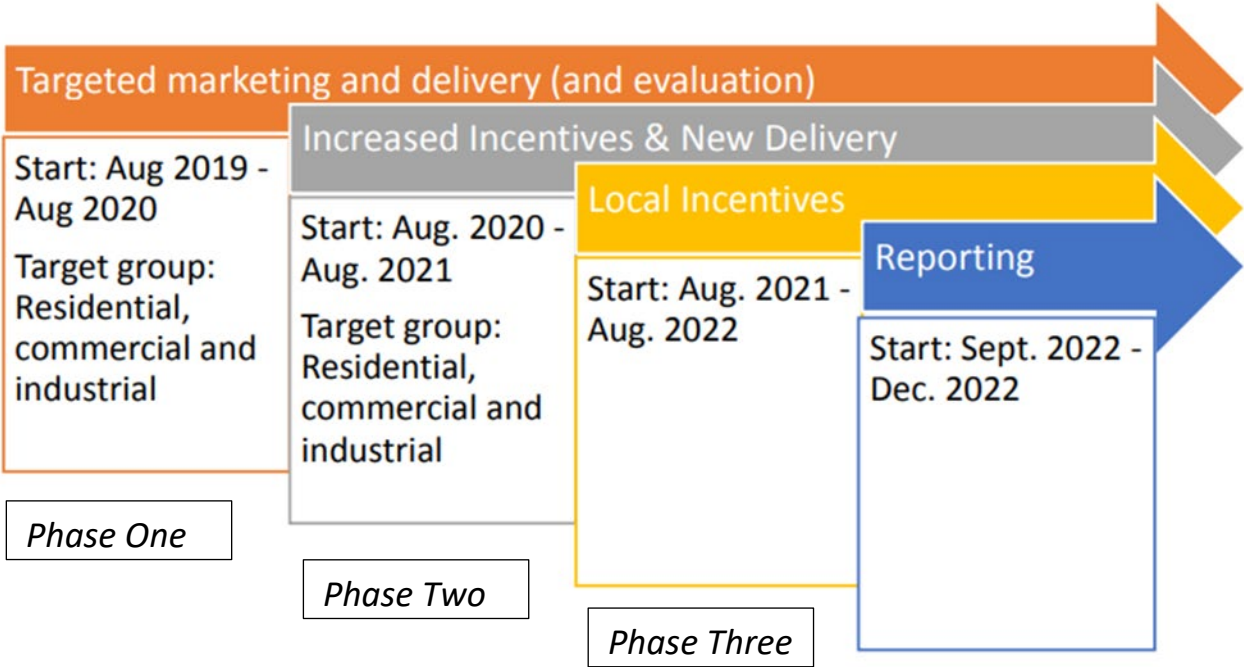 Targeted marketing and delivery (and evaluation)
Start: Aug 2019 -
Aug 2020
Target group:
Residential,
commercial and
industrial
Phase One
Increased Incentives & New Delivery
Start: Aug. 2020 -
Aug. 2021
Target group:
Residential,
commercial and
industrial
Phase Two
Local Incentives
Start: Aug. 2021 -
Aug. 2022
Phase Three
Reporting
Start: Sept. 2022 -
Dec. 2022